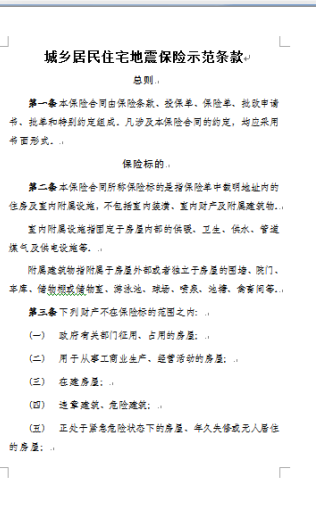 城乡居民住宅地震保险示范条款
总则
第一条本保险合同由保险条款、投保单、保险单、批改申请
书、批单和特别约定组成。凡涉及本保险合同的约定，均应采用
书面形式。
保险标的
第二条本保险合同所称保险标的是指保险单中载明地址内的
住房及室内附属设施，不包括室内装潢、室内财产及附属建筑物。
室内附属设施指固定于房屋内部的供暖、卫生、供水、管道
煤气及供电设施等。
附属建筑物指附属于房屋外部或者独立于房屋的围墙、院门、
车库、储物棚或储物室、游泳池、球场、喷泉、池塘、禽畜间等。
第三条下列财产不在保险标的范围之内：
（一） 政府有关部门征用、占用的房屋；
（二） 用于从事工商业生产、经营活动的房屋；
（三） 在建房屋；
（四） 违章建筑、危险建筑；
（五） 正处于紧急危险状态下的房屋、年久失修或无人居住
的房屋；